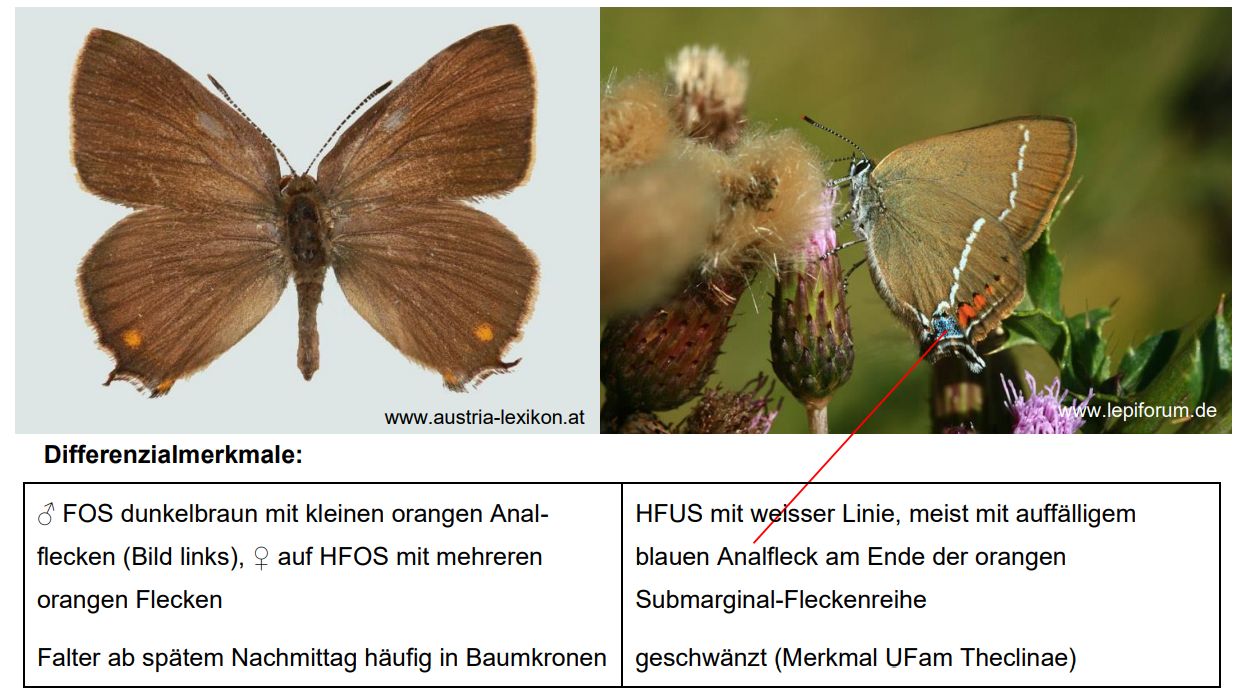 www.austria-lexikon.at
www.lepiforum.de
Differenzialmerkmale:
♂ FOS dunkelbraun mit kleinen orangen Anal-
flecken (Bild links), ♀ auf HFOS mit mehreren
orangen Flecken
Falter ab spätem Nachmittag häufig in Baumkronen
HFUS mit weisser Linie, meist mit auffälligem
blauen Analfleck am Ende der orangen
Submarginal-Fleckenreihe
geschwänzt (Merkmal UFam Theclinae)